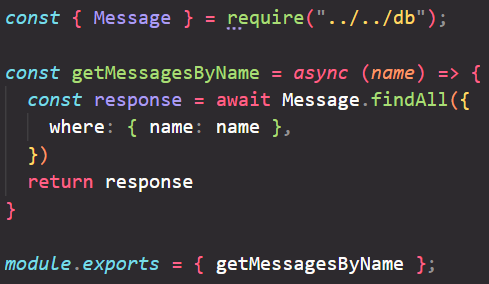 const { Message } = require("../../db");
const getMessagesByName = async (name) => {
  const response = await Message.findAll({
    where: { name: name },
  })
  return response
}
module.exports = { getMessagesByName };